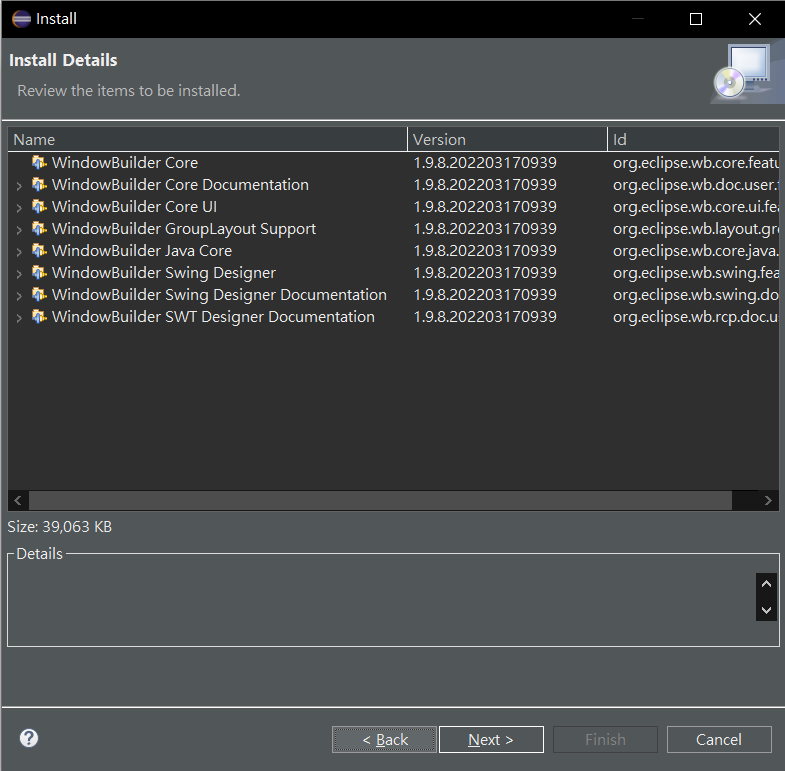 Install
Install Details
Review the items to be installed.
Name Version Id
WindowBuilder Core 1.9.8.202203170939 org.eclipse.wb.core.featu
WindowBuilder Core Documentation 1.9.8.202203170939 org.eclipse.wb.doc.user.
WindowBuilder Core UI 1.9.8.202203170939 org.eclipse.wb.core.ui.fea
WindowBuilder GroupLayout Support 1.9.8.202203170939 org.eclipse.wb.layout.gr
WindowBuilder Java Core 1.9.8.202203170939 org.eclipse.wb.core.java.
WindowBuilder Swing Designer 1.9.8.202203170939 org.eclipse.wb.swing.fea
WindowBuilder Swing Designer Documentation 1.9.8.202203170939 org.eclipse.wb.swing.do
WindowBuilder SWT Designer Documentation 1.9.8.202203170939 org.eclipse.wb.rcp.doc.u
Size: 39,063 KB
Details
? < Back Next > Finish Cancel